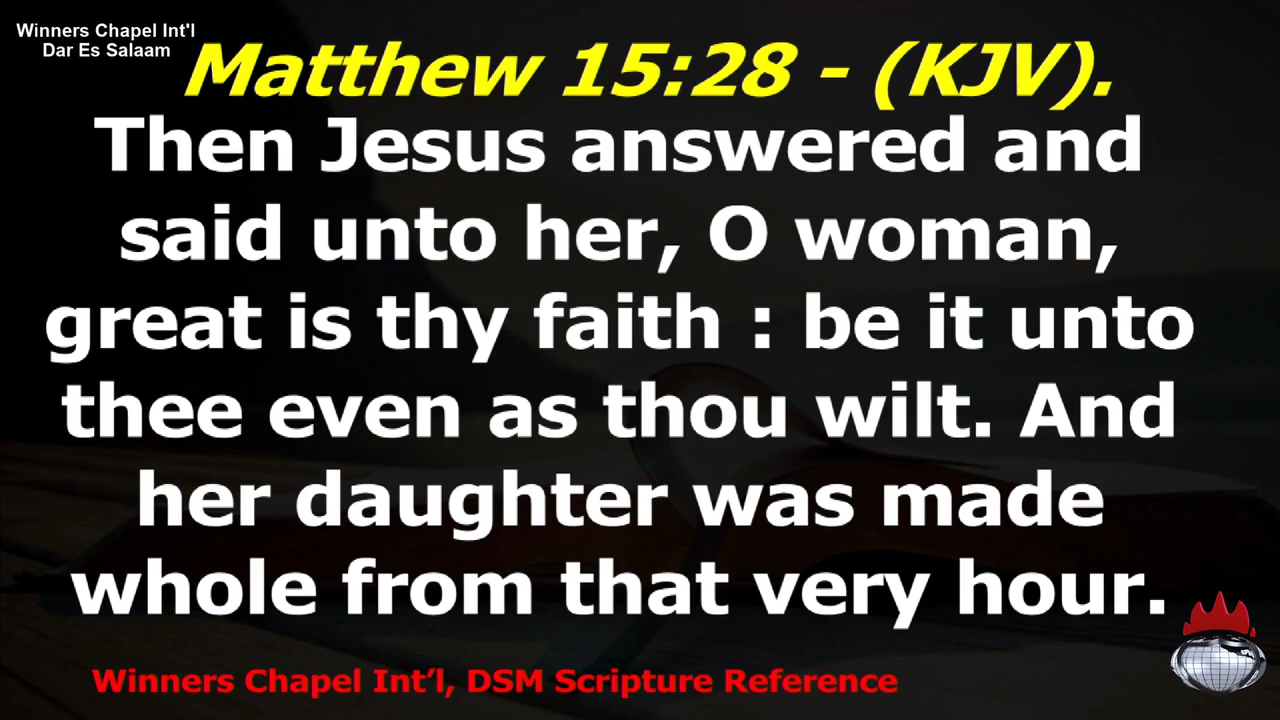 Winners Chapel Int'l
Dar Es Salaam
Matthew 15:28 - (KJV).
Then Jesus answered and
said unto her, O woman,
great is thy faith : be it unto
thee even as thou wilt. And
her daughter was made
whole from that very hour.
Winners Chapel Int’l, DSM Scripture Reference